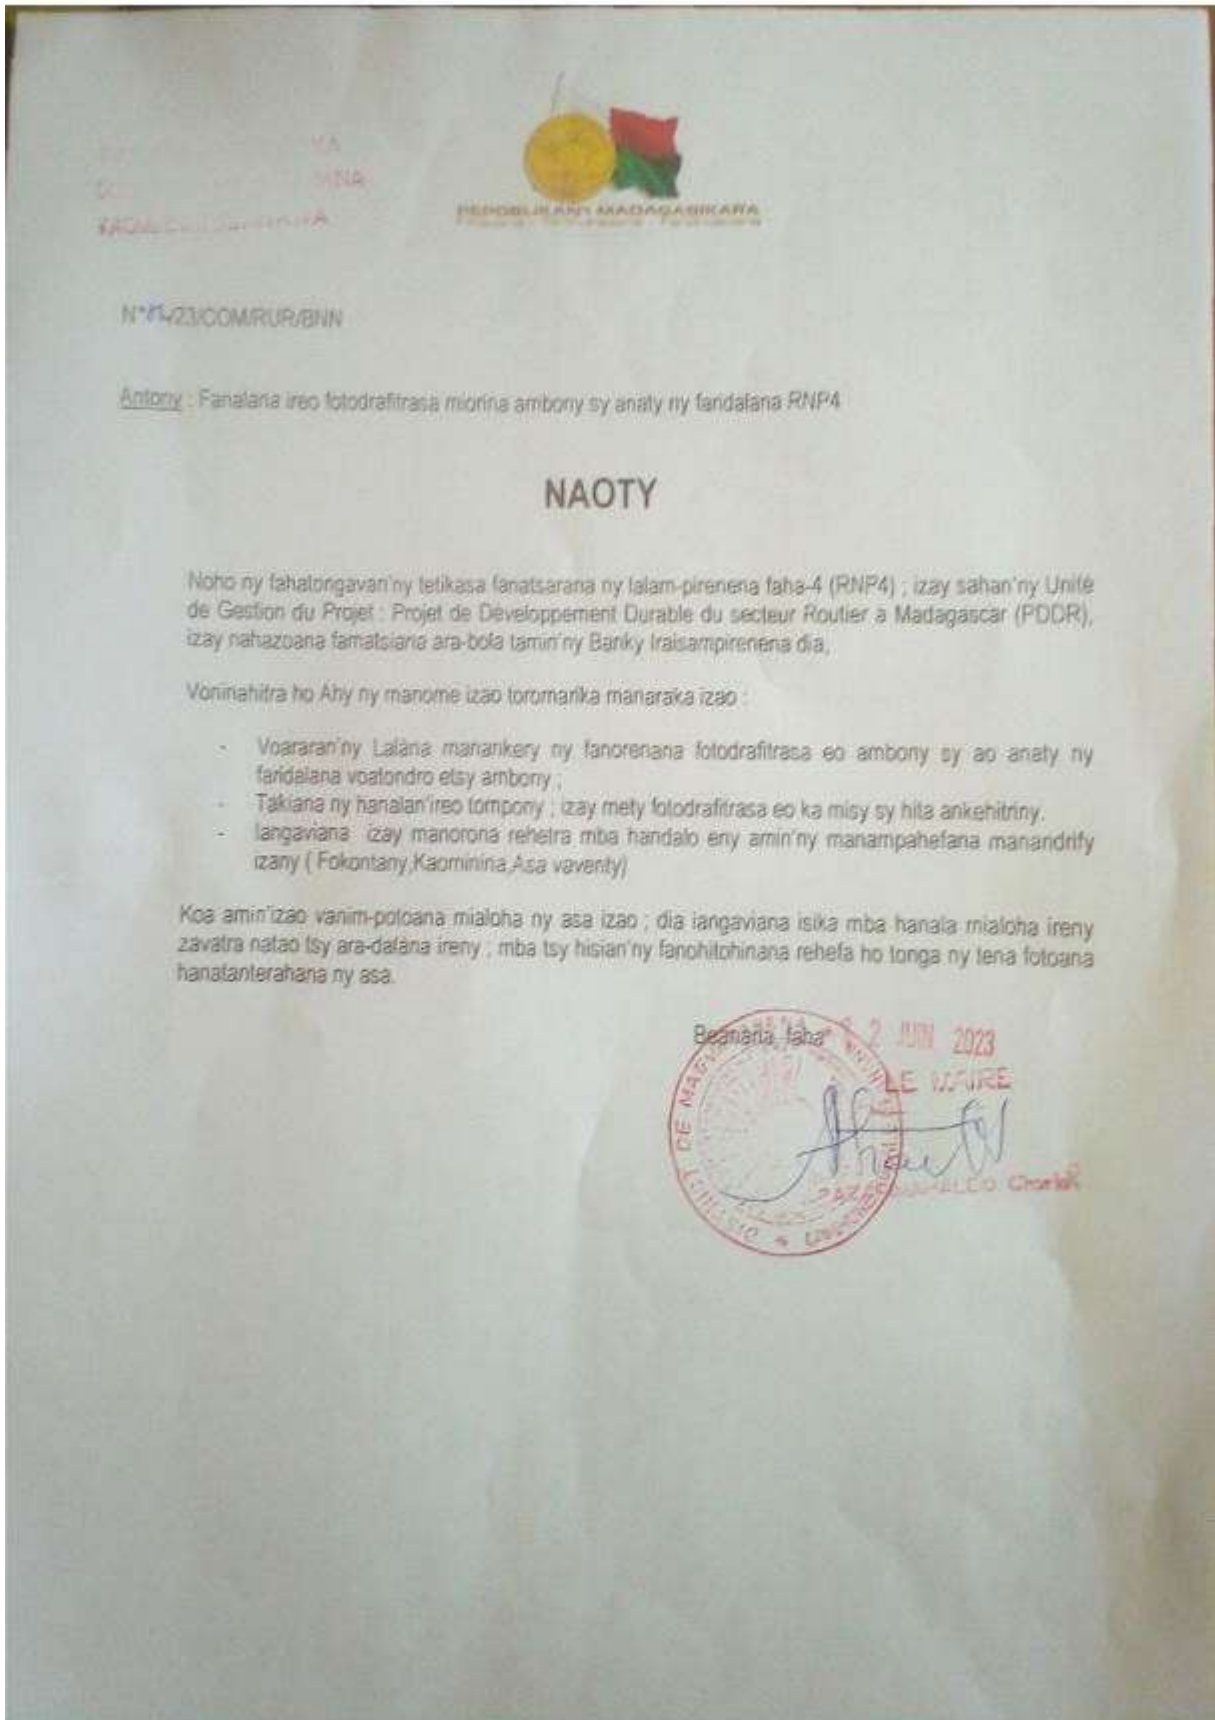 REPOBLIKAN'I MADAGASIKARA
/23/COM/RUR/BNN
Antony : Fanalana ireo fotodrafitrasa miorina ambony sy anaty ny faridalana RNP4
NAOTY
Noho ny fahatongavan'ny tetikasa fanatsarana ny lalam-pirenena faha-4 (RNP4) ; izay sahan'ny Unité
de Gestion du Projet : Projet de Développement Durable du secteur Routier à Madagascar (PDDR),
izay nahazoana famatsiana ara-bola tamin'ny Banky Iraisampirenena dia,
Voninahitra ho Ahy ny manome izao toromarika manaraka izao :
- Voararan'ny Lalàna manankery ny fanorenana fotodrafitrasa eo ambony sy ao anaty ny
faridalana voatondro etsy ambony ;
- Takiana ny hanalan'ireo tompony ; izay mety fotodrafitrasa eo ka misy sy hita ankehitriny.
- Iangaviana izay manorona rehetra mba handalo eny amin'ny manampahefana manandrify
izany ( Fokontany,Kaominina,Asa vaventy)
Koa amin'izao vanim-potoana mialoha ny asa izao ; dia iangaviana isika mba hanala mialoha ireny
zavatra natao tsy ara-dalàna ireny ; mba tsy hisian'ny fanohitohinana rehefa ho tonga ny tena fotoana
hanatanterahana ny asa.
Beanana, faha 2 JUIN 2023
LE MAIRE
DISTRICT DE